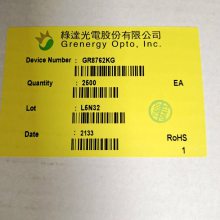 綠達光電股份有限公司
Grenergy Opto, Inc.
Device Number : GR8762KG
Quantity : 2500 EA
Lot : L5N32
Date : 2133 RoHS
1